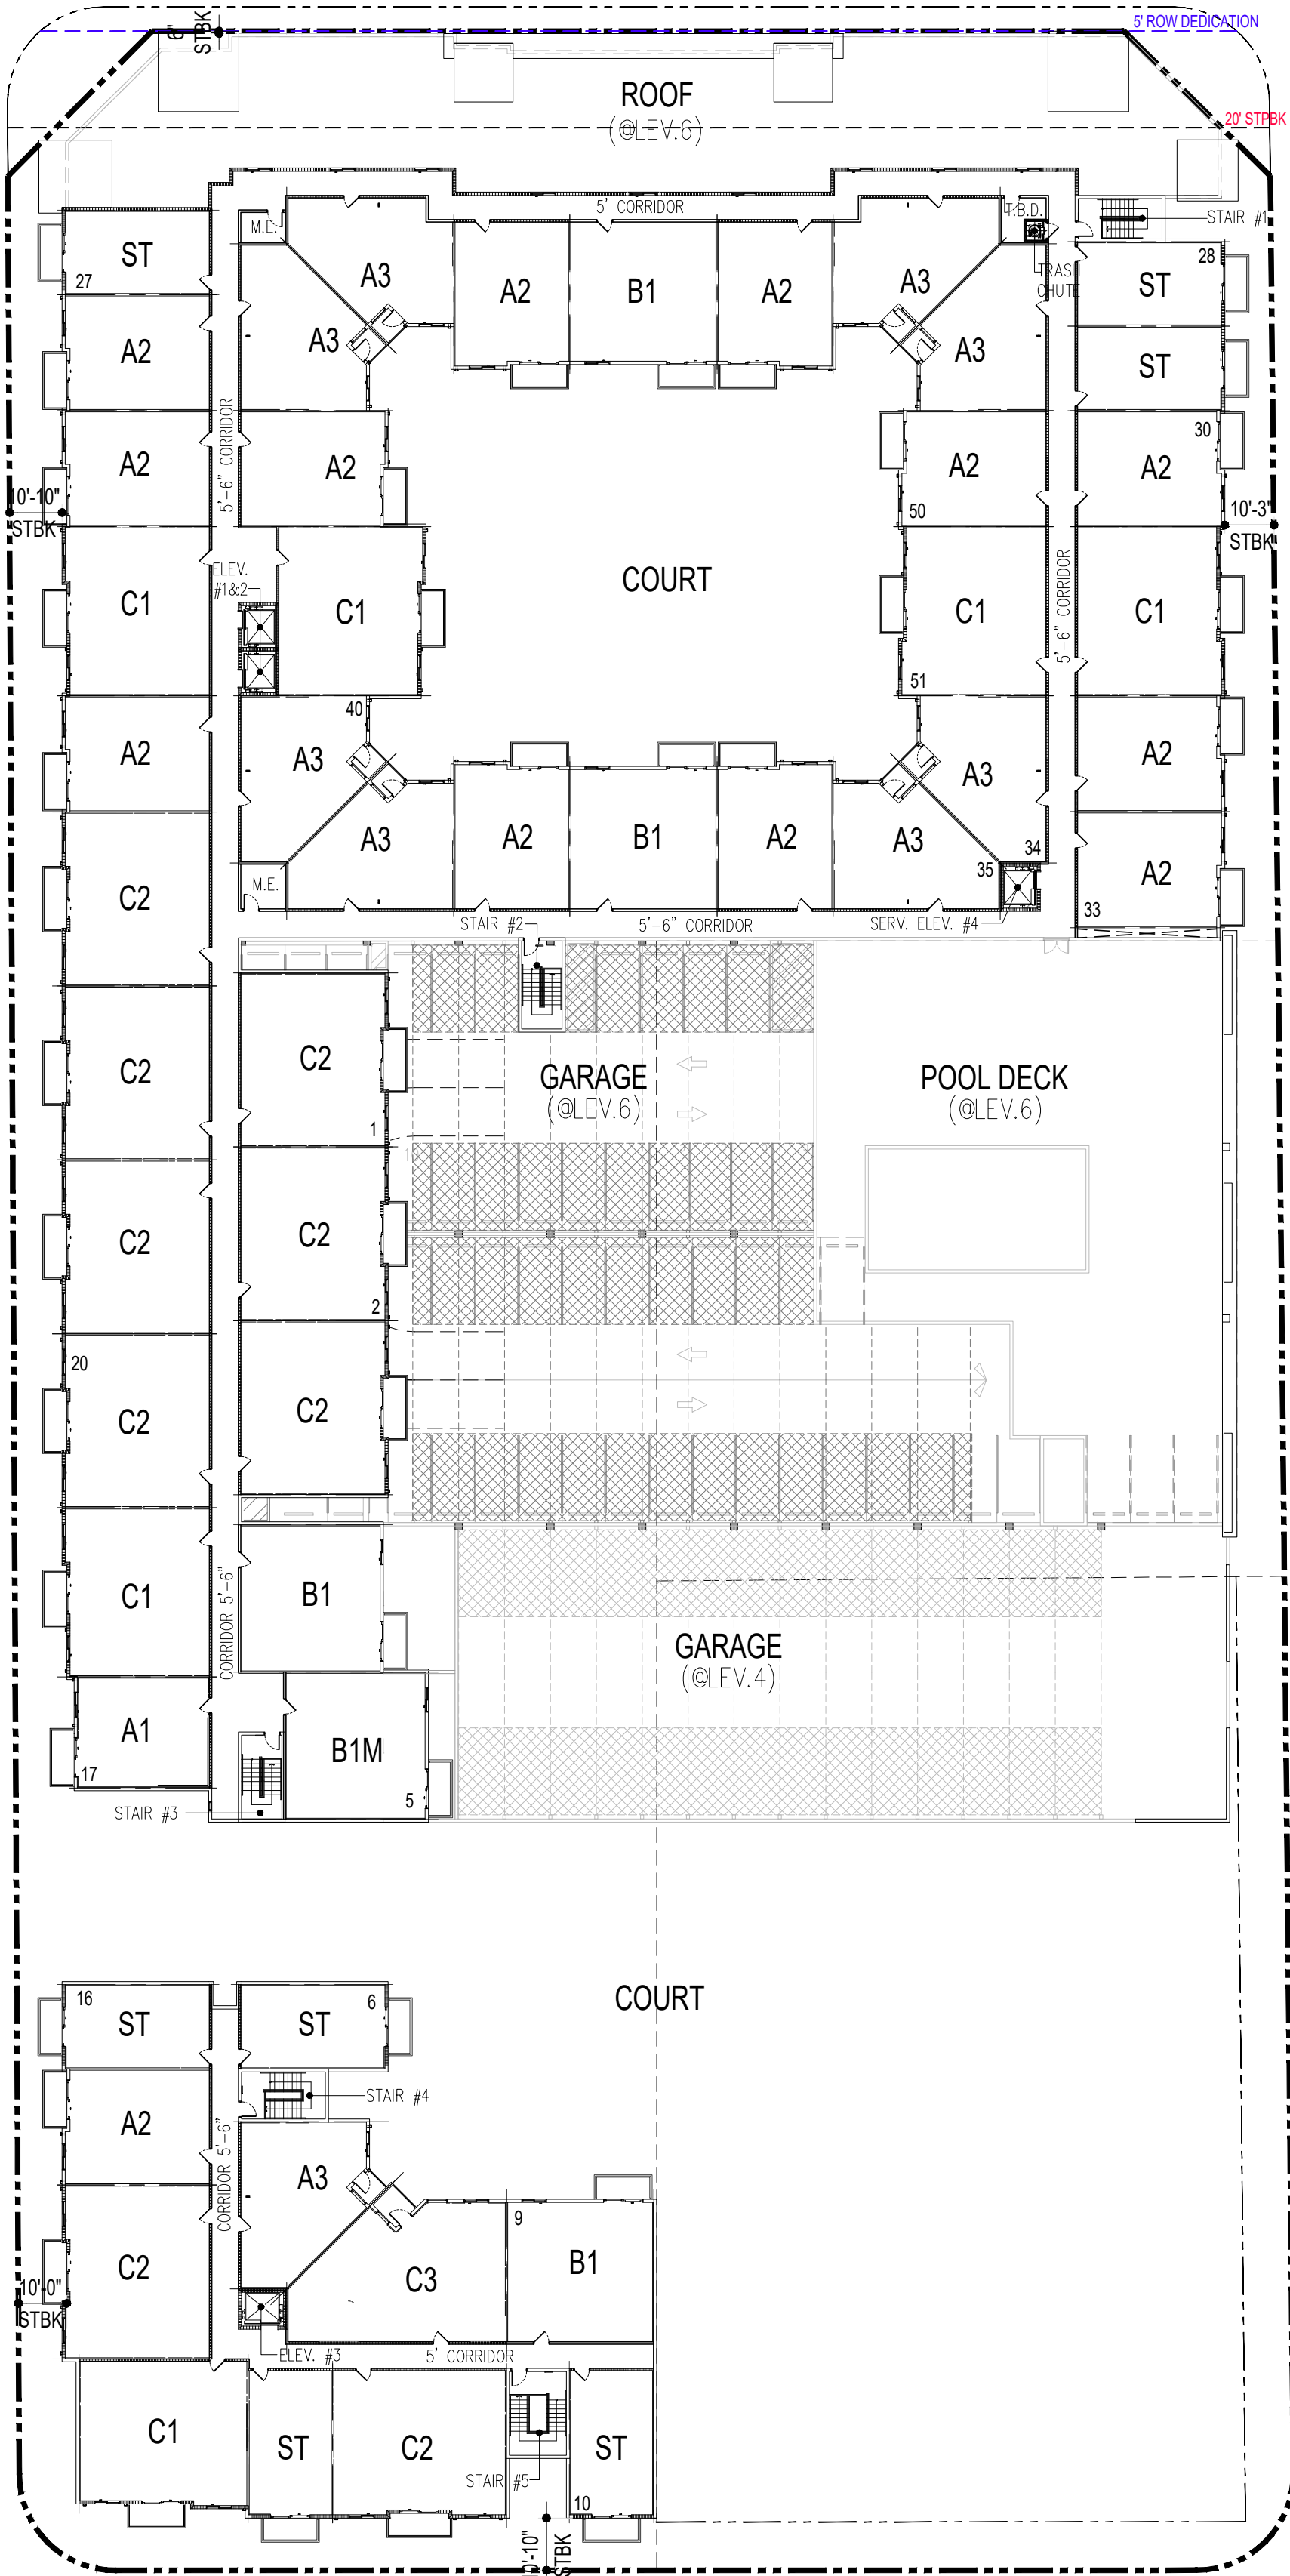 5' ROW DEDICATION
6"
STBK
ROOF
(@LEV.6)
20' STPBK
5' CORRIDOR
M.E.
T.B.D.
STAIR #1
ST
27
A3
A2
B1
A2
A3
TRASH
CHUTE
28
ST
A2
A3
A3
ST
5'-6" CORRIDOR
A2
A2
A2
50
30
A2
10'-10"
STBK
10'-3"
STBK
ELEV.
#1&2
COURT
5'-6" CORRIDOR
C1
C1
C1
51
C1
A2
40
A3
A3
34
A2
A3
A2
B1
A2
A3
35
A2
33
C2
M.E.
STAIR #2
5'-6" CORRIDOR
SERV. ELEV. #4
C2
C2
1
GARAGE
(@LEV.6)
POOL DECK
(@LEV.6)
C2
C2
2
20
C2
C2
C1
CORRIDOR 5'-6"
B1
GARAGE
(@LEV.4)
A1
17
B1M
5
STAIR #3
16
ST
6
ST
COURT
STAIR #4
A2
CORRIDOR 5'-6"
A3
9
B1
C2
C3
10'-0"
STBK
ELEV. #3
5' CORRIDOR
C1
ST
C2
ST
10
STAIR #5
STBK